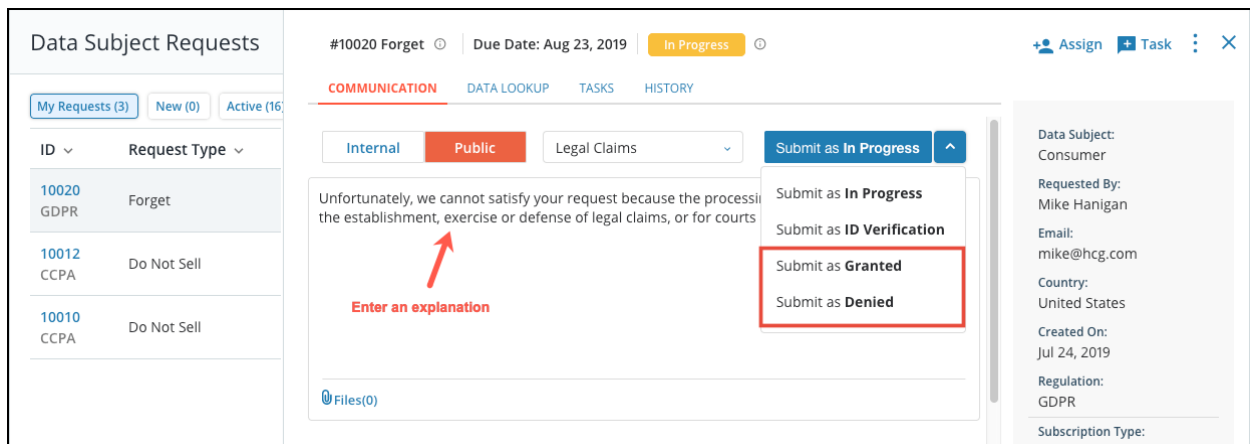 Data Subject Requests
My Requests (3) New (0) Active (16)
ID Request Type
10020
GDPR
Forget
10012
CCPA
Do Not Sell
10010
CCPA
Do Not Sell
#10020 Forget Due Date: Aug 23, 2019 In Progress
Assign Task
COMMUNICATION DATA LOOKUP TASKS HISTORY
Internal Public Legal Claims Submit as In Progress
Unfortunately, we cannot satisfy your request because the
the establishment, exercise or defense of legal claims, or for courts
Enter an explanation
Submit as In Progress
Submit as ID Verification
Submit as Granted
Submit as Denied
Files(0)
Data Subject:
Consumer
Requested By:
Mike Hanigan
Email:
mike@hcg.com
Country:
United States
Created On:
Jul 24, 2019
Regulation:
GDPR
Subscription Type: